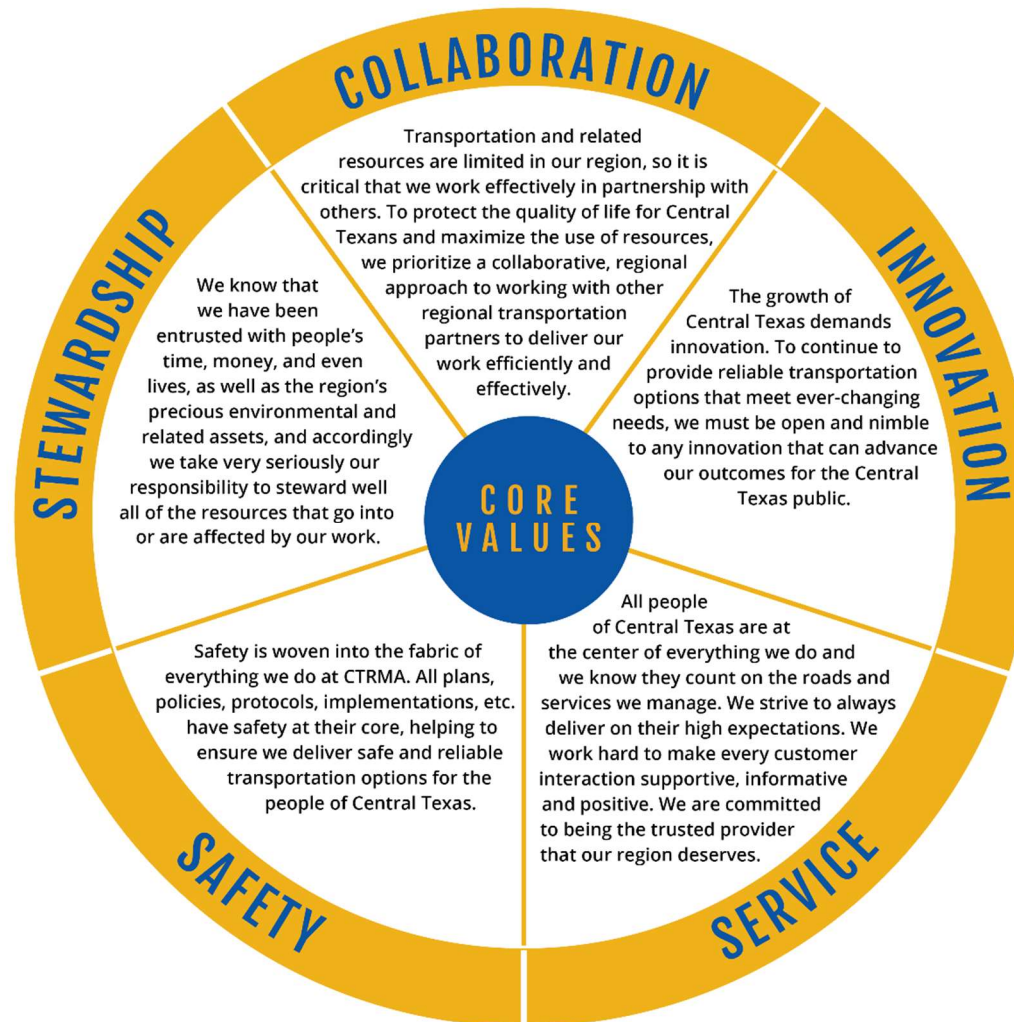 COLLABORATION
Transportation and related
resources are limited in our region, so it is
critical that we work effectively in partnership with
others. To protect the quality of life for Central
Texans and maximize the use of resources,
we prioritize a collaborative, regional
approach to working with other
regional transportation
partners to deliver our
work efficiently and
effectively.
INNOVATION
The growth of
Central Texas demands
innovation. To continue to
provide reliable transportation
options that meet ever-changing
needs, we must be open and nimble
to any innovation that can advance
our outcomes for the Central
Texas public.
SERVICE
All people
of Central Texas are at
the center of everything we do and
we know they count on the roads and
services we manage. We strive to always
deliver on their high expectations. We
work hard to make every customer
interaction supportive, informative
and positive. We are committed
to being the trusted provider
that our region deserves.
SAFETY
Safety is woven into the fabric of
everything we do at CTRMA. All plans,
policies, protocols, implementations, etc.
have safety at their core, helping to
ensure we deliver safe and reliable
transportation options for the
people of Central Texas.
STEWARDSHIP
We know that
we have been
entrusted with people's
time, money, and even
lives, as well as the region's
precious environmental and
related assets, and accordingly
we take very seriously our
responsibility to steward well
all of the resources that go into
or are affected by our work.
CORE
VALUES